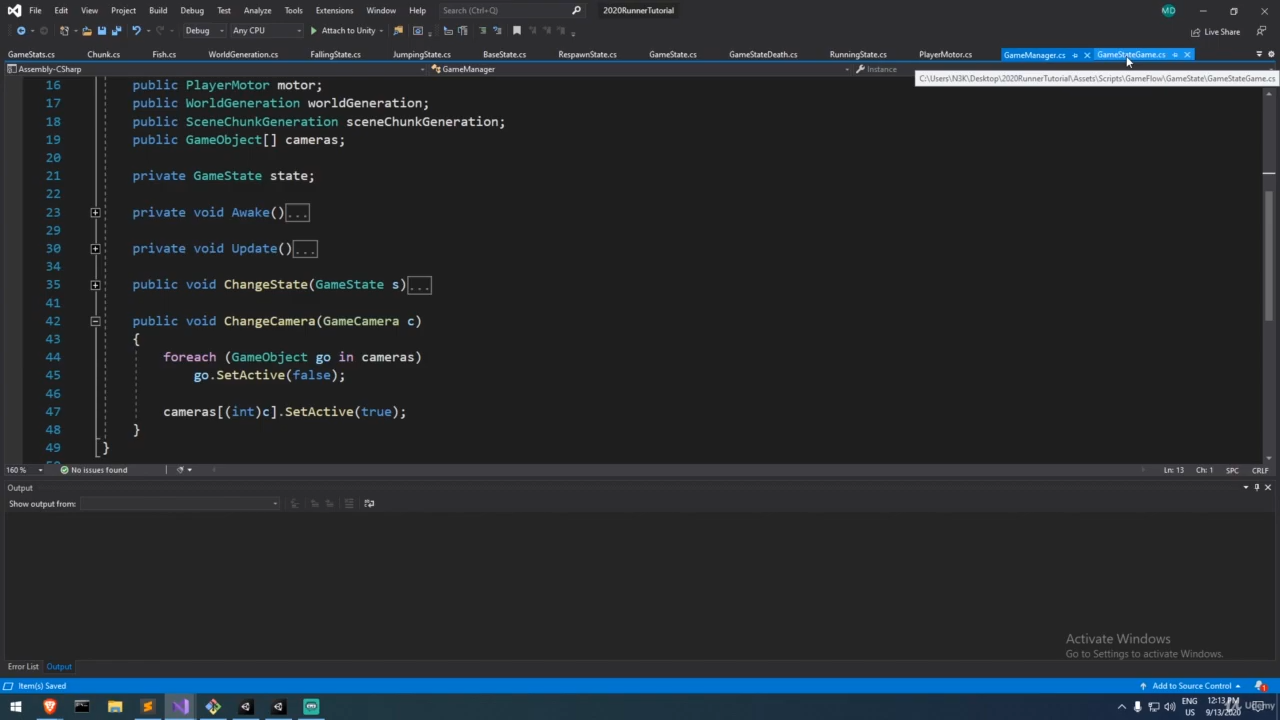 File Edit View Project Build Debug Test Analyze Tools Extensions Window Help Search (Ctrl+Q) 2020RunnerTutorial MD
Debug Any CPU Attach to Unity Live Share
GameStats.cs Chunk.cs Fish.cs WorldGeneration.cs FallingState.cs JumpingState.cs BaseState.cs RespawnState.cs GameState.cs GameStateDeath.cs RunningState.cs PlayerMotor.cs GameManager.cs GameStateGame.cs
Assembly-CSharp GameManager Instance
C:\Users\N3K\Desktop\2020RunnerTutorial\Assets\Scripts\GameFlow\GameState\GameStateGame.cs
16 public PlayerMotor motor;
17 public WorldGeneration worldGeneration;
18 public SceneChunkGeneration sceneChunkGeneration;
19 public GameObject[] cameras;
20
21 private GameState state;
22
23 private void Awake()...
29
30 private void Update()...
34
35 public void ChangeState(GameState s)...
41
42 public void ChangeCamera(GameCamera c)
43 {
44 foreach (GameObject go in cameras)
45 go.SetActive(false);
46
47 cameras[(int)c].SetActive(true);
48 }
49 }
160 % No issues found Ln: 13 Ch: 1 SPC CRLF
Output
Show output from:
Activate Windows
Go to Settings to activate Windows.
Error List Output
Item(s) Saved Add to Source Control 1
ENG 12:13 PM
US 9/13/2020
Udemy